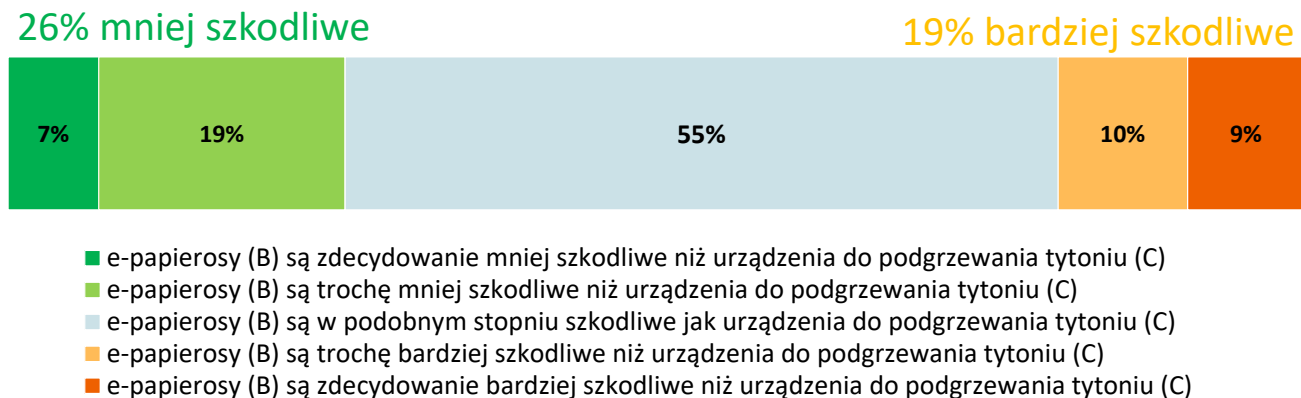 26% mniej szkodliwe 19% bardziej szkodliwe
7% 19% 55% 10% 9%
e-papierosy (B) są zdecydowanie mniej szkodliwe niż urządzenia do podgrzewania tytoniu (C)
e-papierosy (B) są trochę mniej szkodliwe niż urządzenia do podgrzewania tytoniu (C)
e-papierosy (B) są w podobnym stopniu szkodliwe jak urządzenia do podgrzewania tytoniu (C)
e-papierosy (B) są trochę bardziej szkodliwe niż urządzenia do podgrzewania tytoniu (C)
e-papierosy (B) są zdecydowanie bardziej szkodliwe niż urządzenia do podgrzewania tytoniu (C)